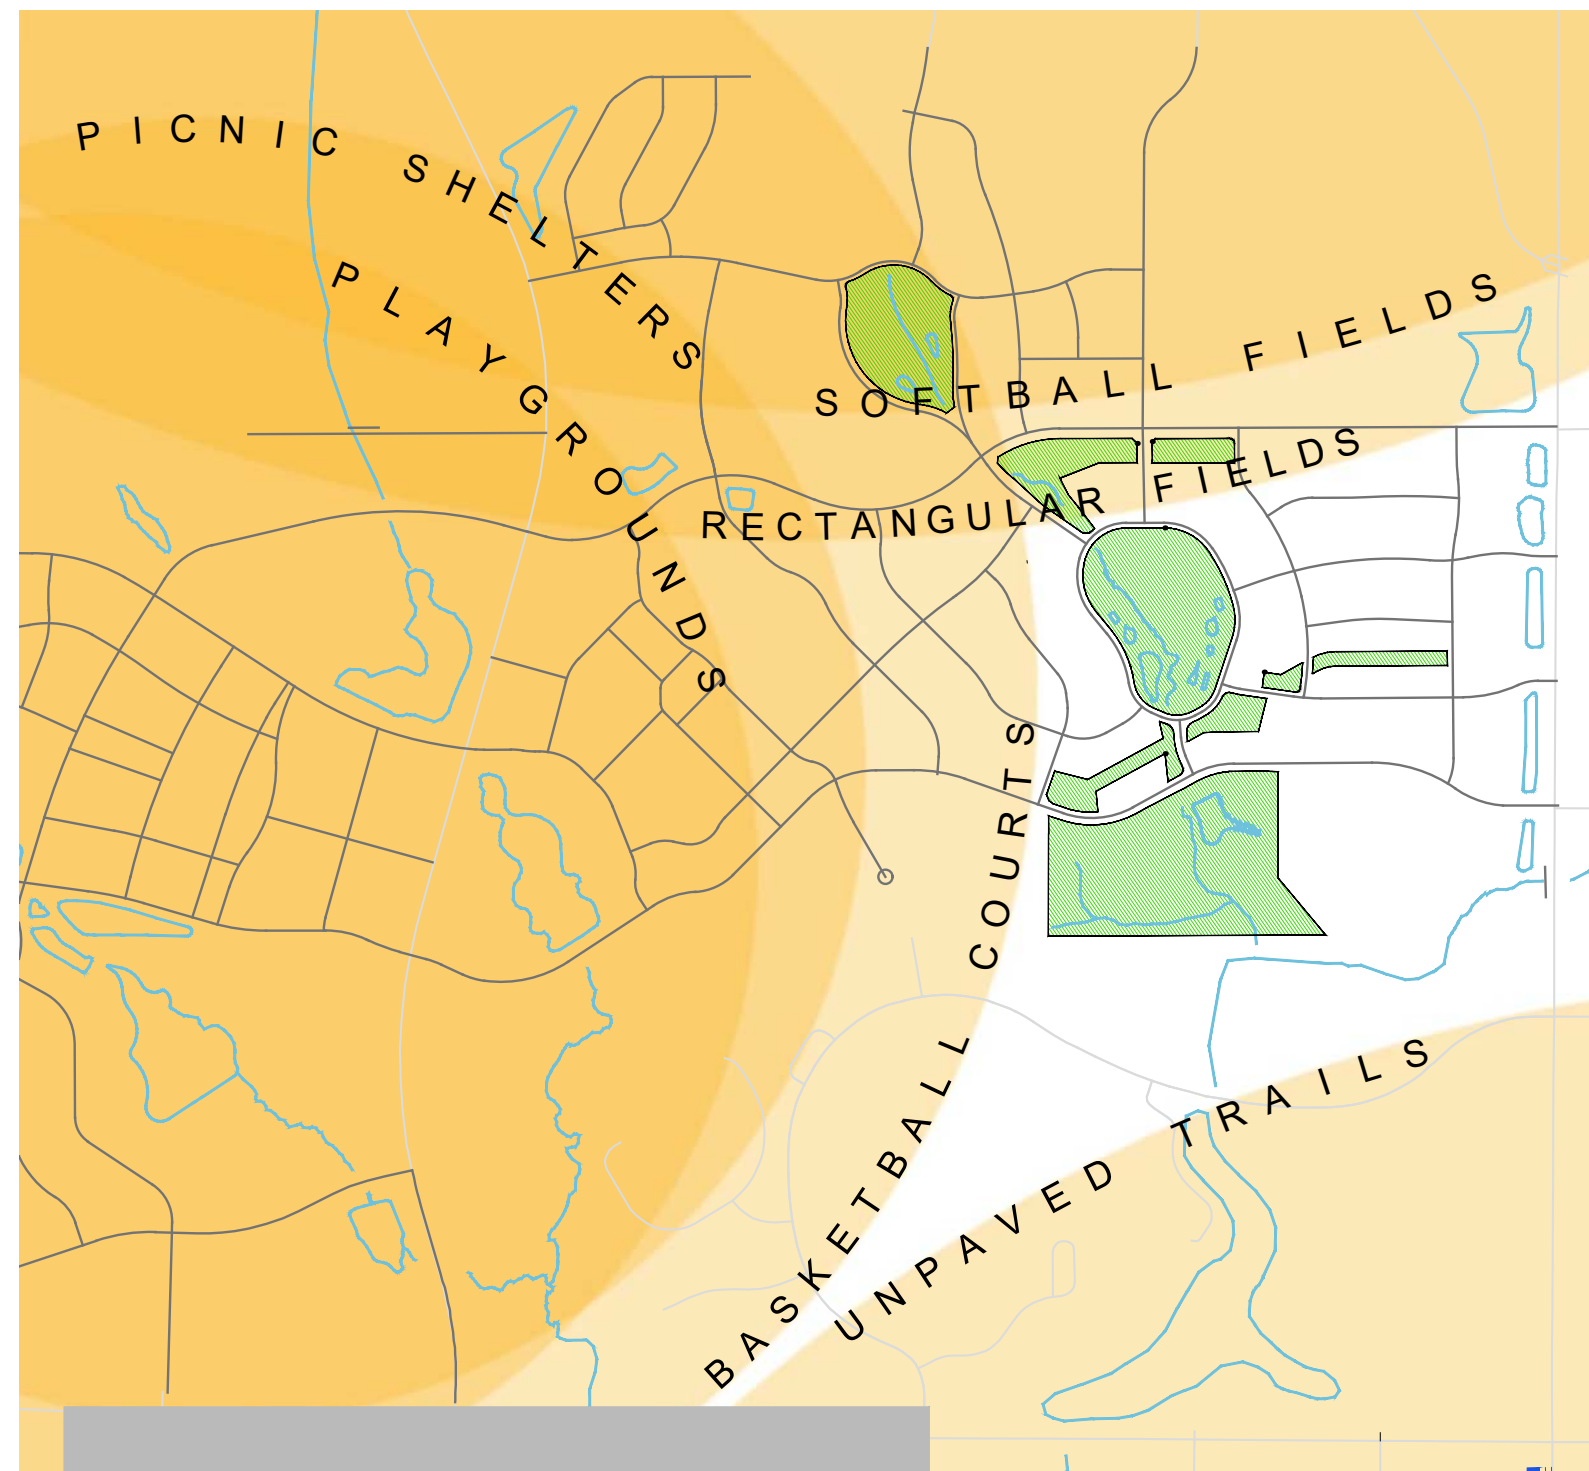 PICNIC SHELTERS
PLAYGROUNDS
SOFTBALL FIELDS
RECTANGULAR FIELDS
BASKETBALL COURTS
UNPAVED TRAILS